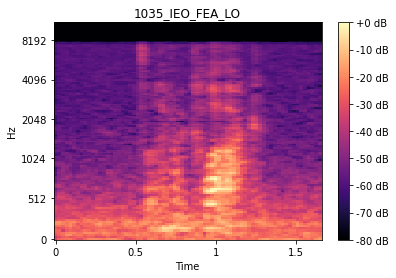 1035_IEO_FEA_LO
Hz
8192
4096
2048
1024
512
0
0
0.5
1
1.5
Time
+0 dB
-10 dB
-20 dB
-30 dB
-40 dB
-50 dB
-60 dB
-70 dB
-80 dB